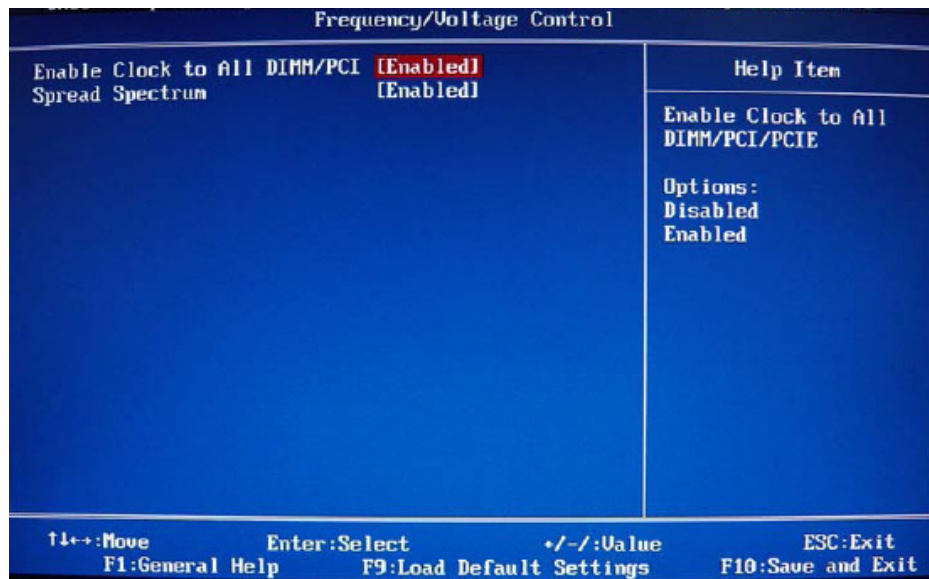 Frequency/Voltage Control
Enable Clock to All DIMM/PCI [Enabled]
Spread Spectrum [Enabled]
Help Item
Enable Clock to All
DIMM/PCI/PCIE
Options:
Disabled
Enabled
↑↓←→:Move Enter:Select +/-/:Value ESC:Exit
F1:General Help F9:Load Default Settings F10:Save and Exit